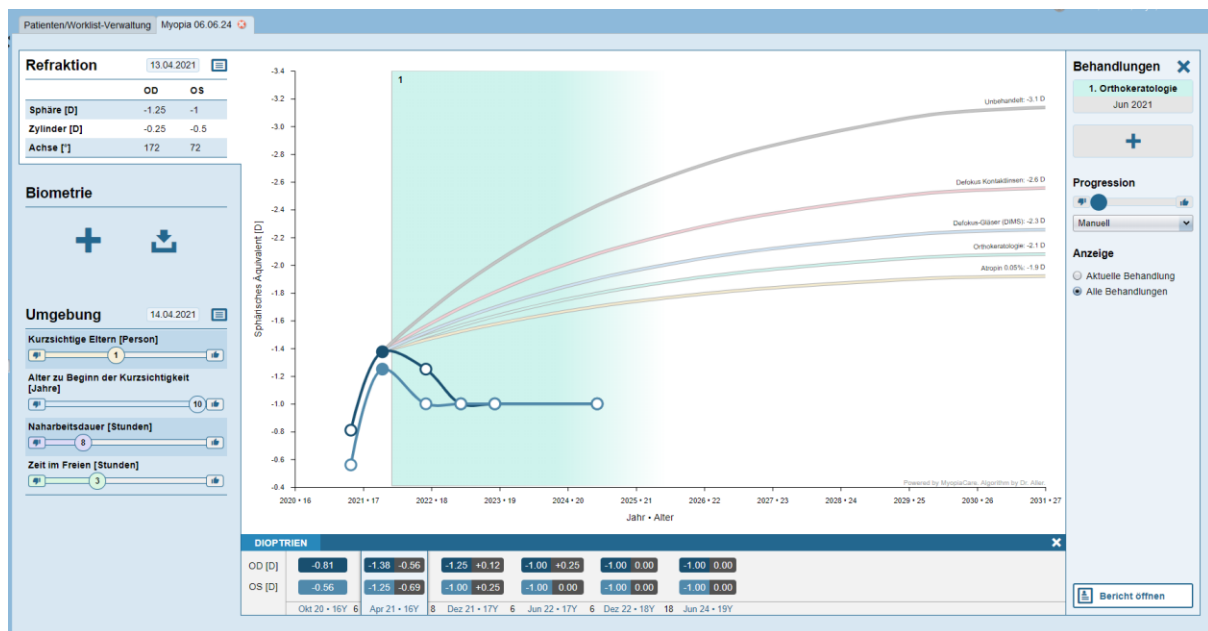 Patienten/Worklist-Verwaltung Myopia 06.06.24
Refraktion 13.04.2021
OD OS
Sphäre [D] -1.25 -1
Zylinder [D] -0.25 -0.5
Achse [°] 172 72
Biometrie
Umgebung 14.04.2021
Kurzsichtige Eltern [Person]
1
Alter zu Beginn der Kurzsichtigkeit
[Jahre]
10
Naharbeitsdauer [Stunden]
8
Zeit im Freien [Stunden]
3
Sphärisches Äquivalent [D]
-3.4
-3.2
-3.0
-2.8
-2.6
-2.4
-2.2
-2.0
-1.8
-1.6
-1.4
-1.2
-1.0
-0.8
-0.6
-0.4
1
Unbehandelt: -3.1 D
Defokus Kontaktlinsen: -2.6 D
Defokus-Gläser (DIMS): -2.3 D
Orthokeratologie: -2.1 D
Atropin 0.05%: -1.9 D
Powered by MyopiaCare. Algorithm by Dr. Alter.
2020 • 16 2021 • 17 2022 • 18 2023 • 19 2024 • 20 2025 • 21 2026 • 22 2027 • 23 2028 • 24 2029 • 25 2030 • 26 2031 • 27
Jahr • Alter
DIOPTRIEN
OD [D] -0.81 -1.38 -0.56 -1.25 +0.12 -1.00 +0.25 -1.00 0.00 -1.00 0.00
OS [D] -0.56 -1.25 -0.69 -1.00 +0.25 -1.00 0.00 -1.00 0.00 -1.00 0.00
Okt 20 • 16Y 6 Apr 21 • 16Y 8 Dez 21 • 17Y 6 Jun 22 • 17Y 6 Dez 22 • 18Y 18 Jun 24 • 19Y
Behandlungen
1. Orthokeratologie
Jun 2021
Progression
Manuell
Anzeige
Aktuelle Behandlung
Alle Behandlungen
Bericht öffnen